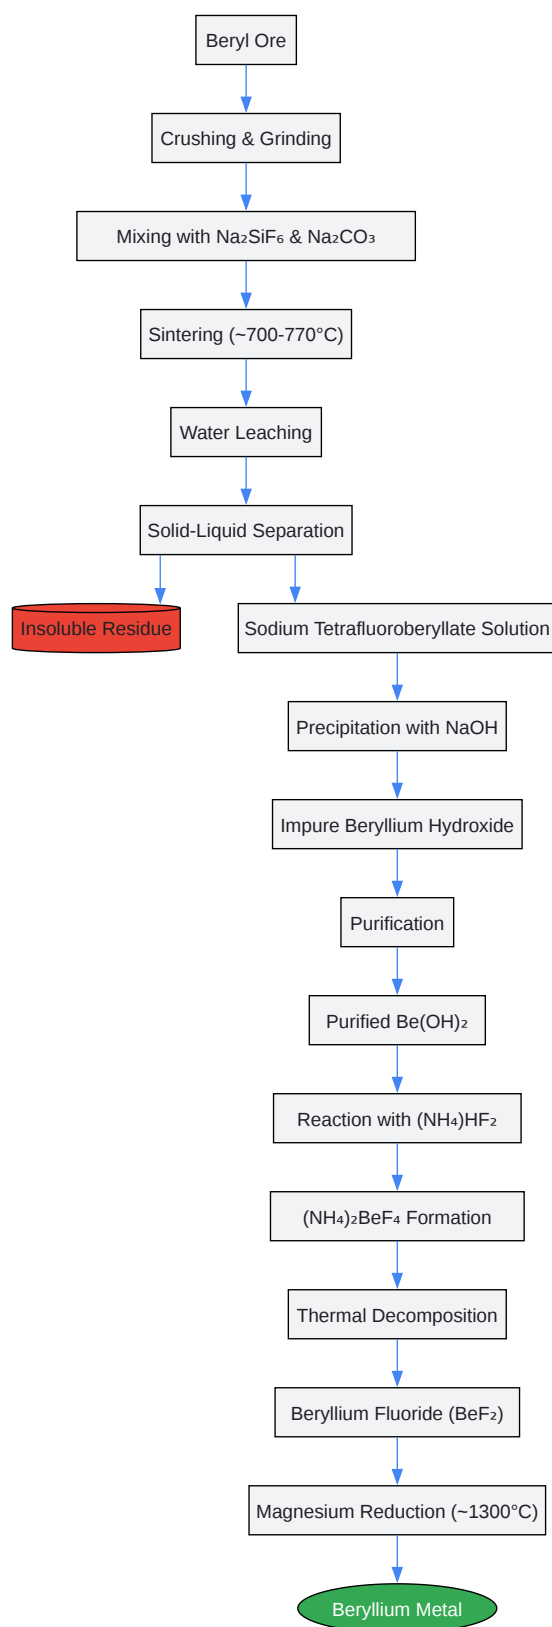 Beryl Ore
Crushing & Grinding
Mixing with Na₂SiF₆ & Na₂CO₃
Sintering (~700-770°C)
Water Leaching
Solid-Liquid Separation
Insoluble Residue
Sodium Tetrafluoroberyllate Solution
Precipitation with NaOH
Impure Beryllium Hydroxide
Purification
Purified Be(OH)₂
Reaction with (NH₄)HF₂
(NH₄)₂BeF₄ Formation
Thermal Decomposition
Beryllium Fluoride (BeF₂)
Magnesium Reduction (~1300°C)
Beryllium Metal